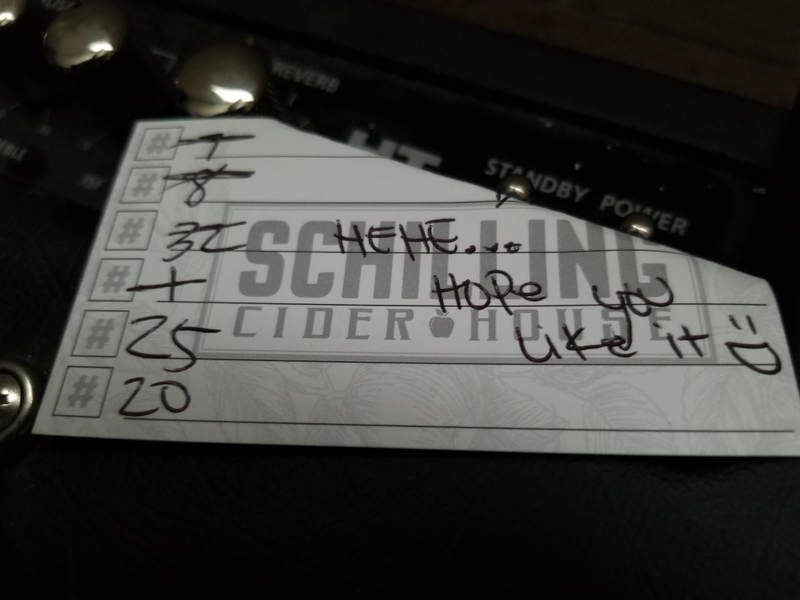 REVERB
STANDBY POWER
# 7
# 8
# 32 HEHE...
# 1 HOPE you
# 25 Like it
# 20
SCHILLING
CIDER HOUSE